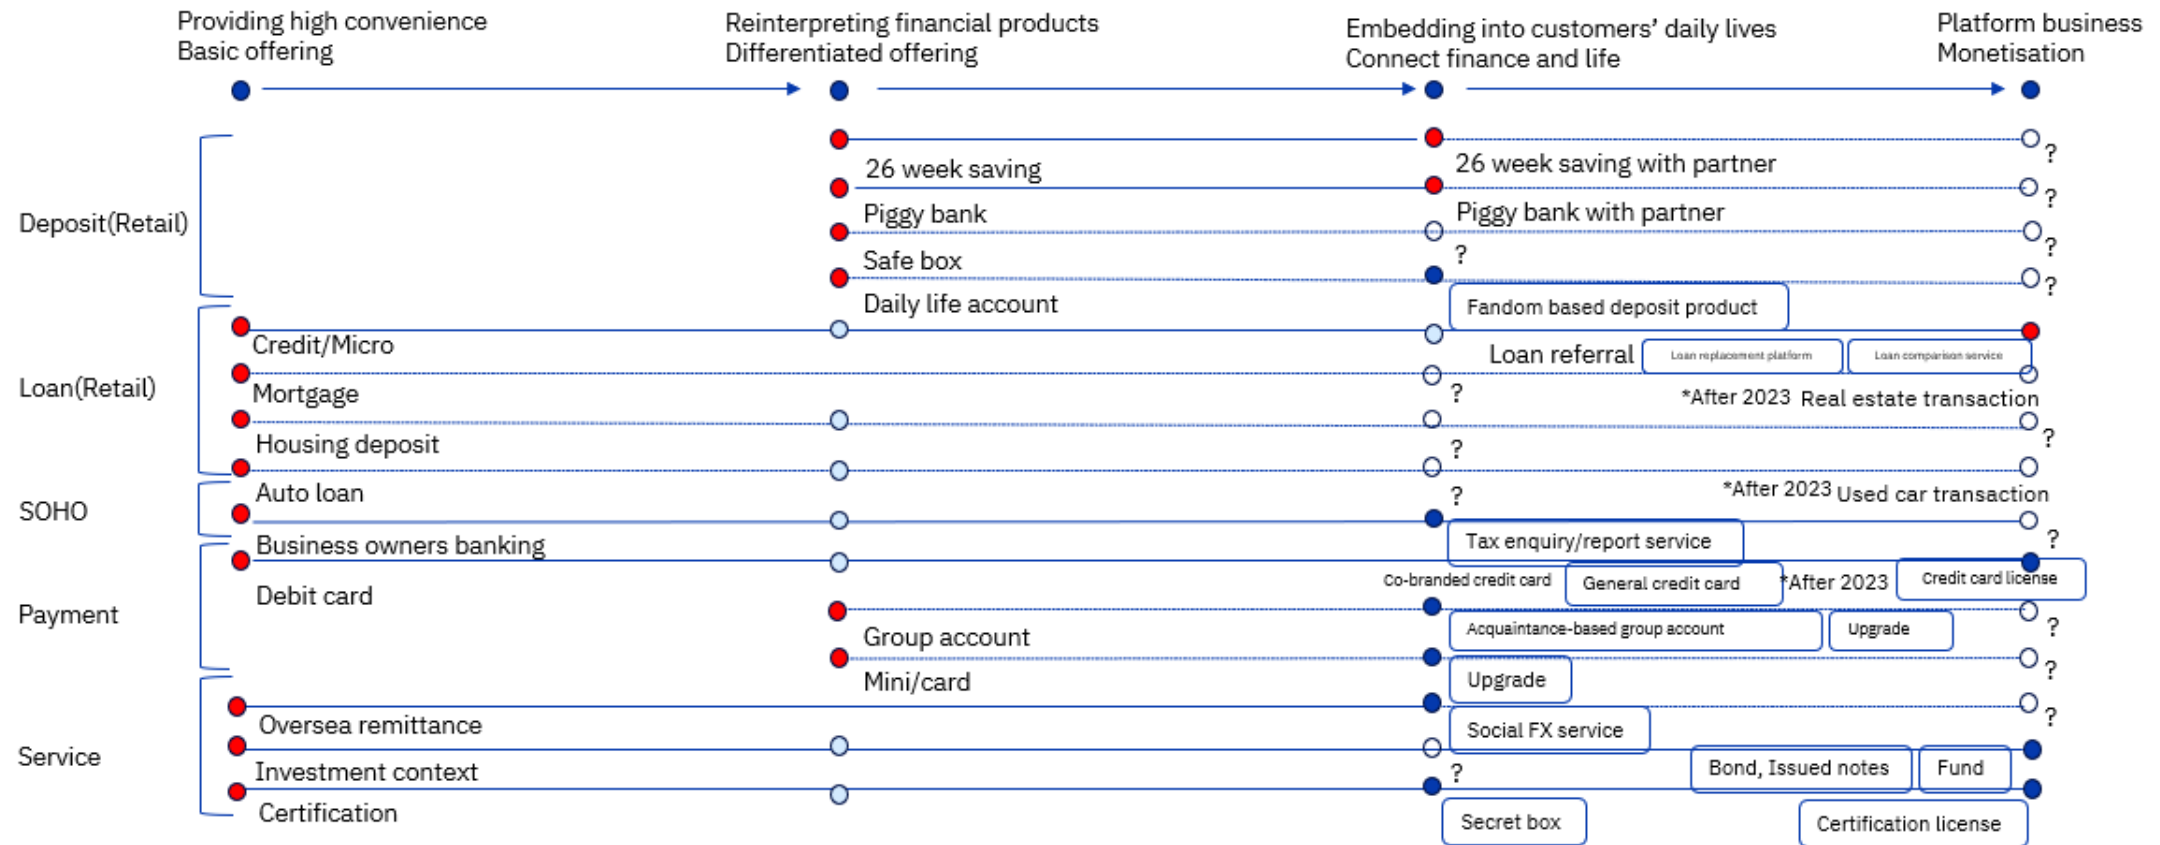 Providing high convenience
Basic offering
Reinterpreting financial products
Differentiated offering
Embedding into customers’ daily lives
Connect finance and life
Platform business
Monetisation
Deposit(Retail)
26 week saving
26 week saving with partner
?
Piggy bank
Piggy bank with partner
?
Safe box
?
?
Daily life account
Fandom based deposit product
?
Loan(Retail)
Credit/Micro
Loan referral
Loan replacement platform
Loan comparison service
Mortgage
?
*After 2023 Real estate transaction
Housing deposit
?
?
Auto loan
?
*After 2023 Used car transaction
SOHO
Business owners banking
Tax enquiry/report service
?
Payment
Debit card
Co-branded credit card
General credit card
*After 2023
Credit card license
Group account
Acquaintance-based group account
Upgrade
?
Mini/card
Upgrade
?
Service
Oversea remittance
Social FX service
?
Investment context
?
Bond, Issued notes
Fund
Certification
Secret box
Certification license